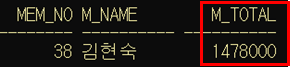 MEM_NO M_NAME M_TOTAL
---------- ---------- ----------
38 김현숙 1478000